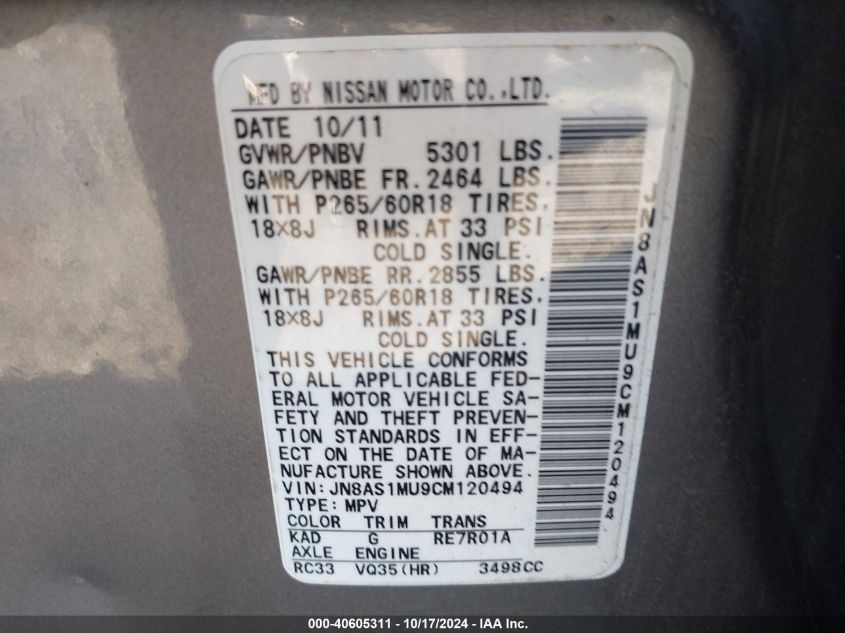 MFD BY NISSAN MOTOR CO.,LTD.
DATE 10/11
GVWR/PNBV 5301 LBS.
GAWR/PNBE FR. 2464 LBS.
WITH P265/60R18 TIRES.
18X8J RIMS. AT 33 PSI
COLD SINGLE.
GAWR/PNBE RR. 2855 LBS.
WITH P265/60R18 TIRES.
18X8J RIMS. AT 33 PSI
COLD SINGLE.
THIS VEHICLE CONFORMS
TO ALL APPLICABLE FED-
ERAL MOTOR VEHICLE SA-
FETY AND THEFT PREVEN-
TION STANDARDS IN EFF-
ECT ON THE DATE OF MA-
NUFACTURE SHOWN ABOVE.
VIN:JN8AS1MU9CM120494
TYPE: MPV
COLOR TRIM TRANS
KAD G RE7R01A
AXLE ENGINE
RC33 VQ35(HR) 3498CC
JN8AS1MU9CM120494
000-40605311 - 10/17/2024 - IAA Inc.